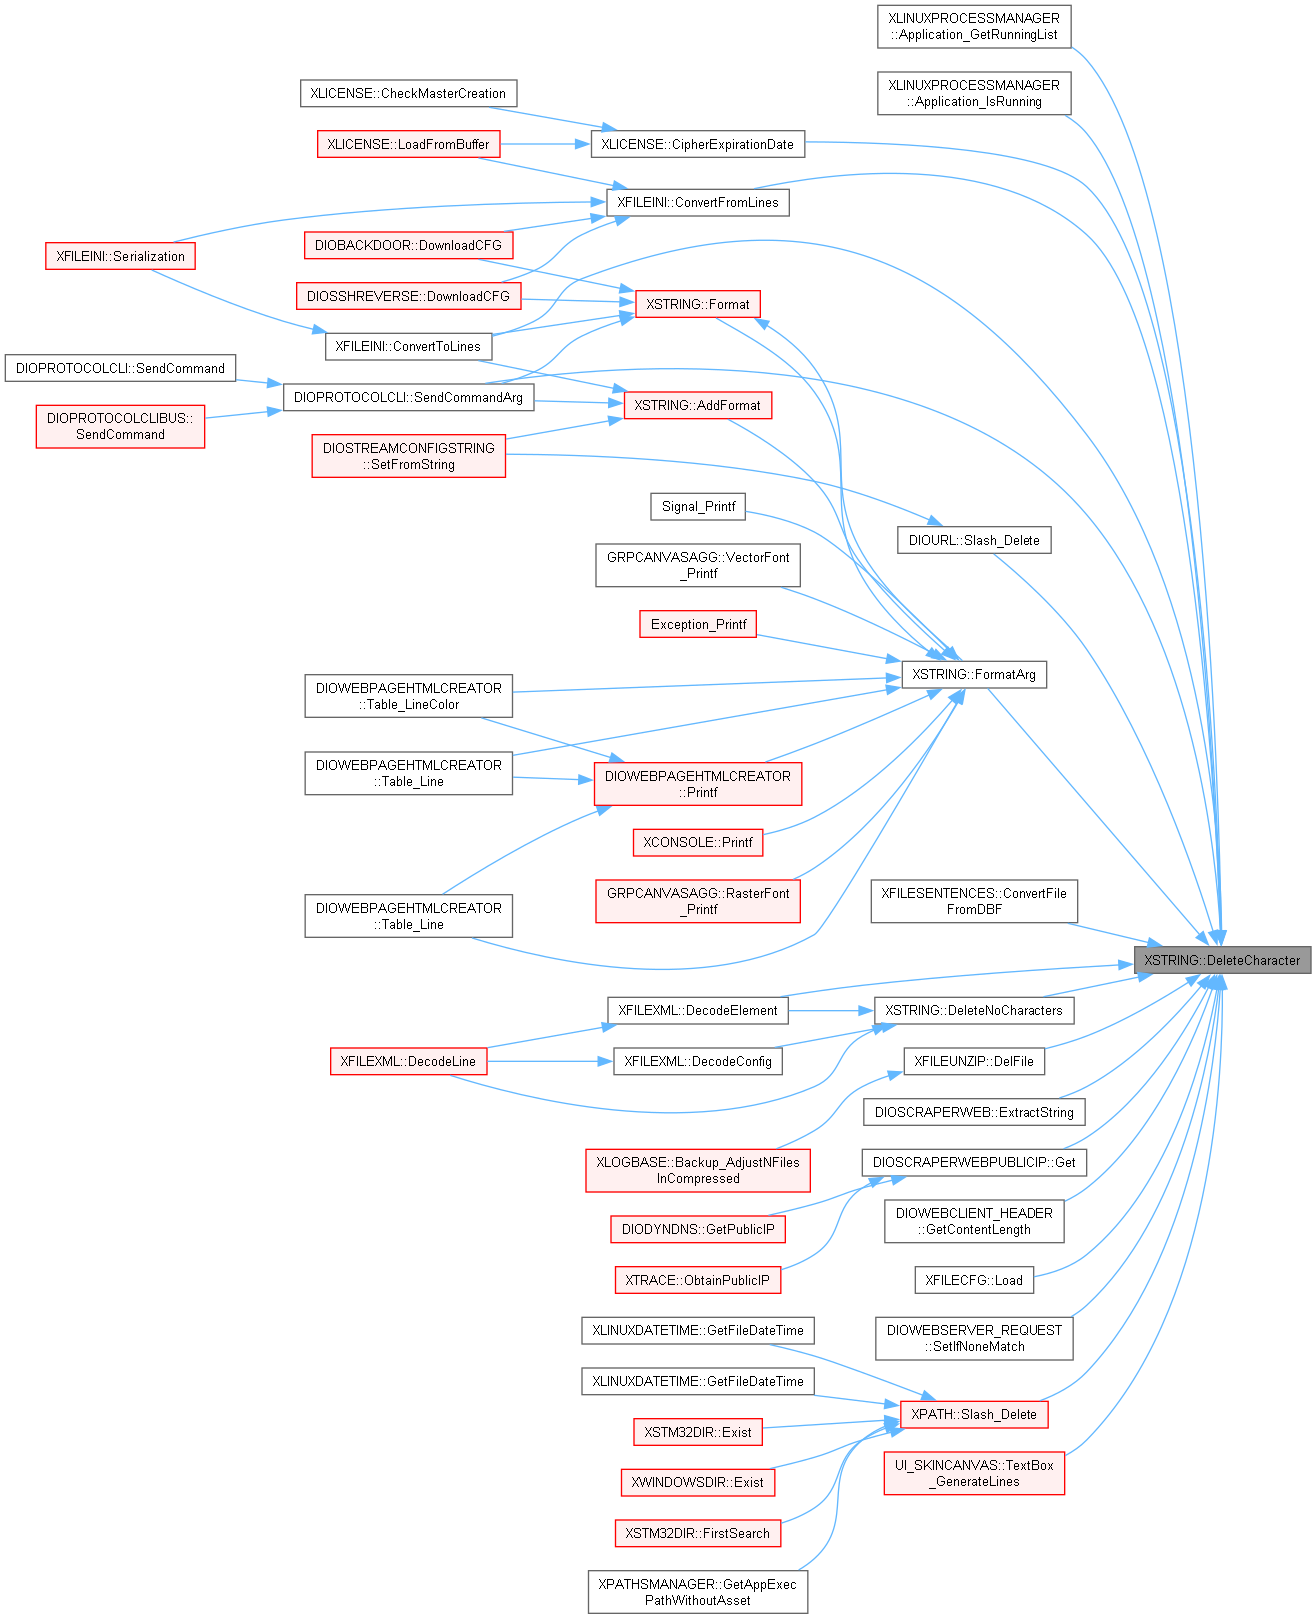 XLINUXPROCESSMANAGER
::Application_GetRunningList
XLINUXPROCESSMANAGER
::Application_IsRunning
XLICENSE::CheckMasterCreation
XLICENSE::LoadFromBuffer
XLICENSE::CipherExpirationDate
XFILEINI::ConvertFromLines
DIOBACKDOOR::DownloadCFG
XFILEINI::Serialization
DIOSSHREVERSE::DownloadCFG
XSTRING::Format
XFILEINI::ConvertToLines
DIOPROTOCOLCLI::SendCommand
DIOPROTOCOLCLI::SendCommandArg
XSTRING::AddFormat
DIOPROTOCOLCLIBUS::
SendCommand
DIOSTREAMCONFIGSTRING
::SetFromString
Signal_Printf
DIOURL::Slash_Delete
GRPCANVASAGG::VectorFont
_Printf
Exception_Printf
XSTRING::FormatArg
DIOWEBPAGEHTMLCREATOR
::Table_LineColor
DIOWEBPAGEHTMLCREATOR
::Table_Line
DIOWEBPAGEHTMLCREATOR
::Printf
XCONSOLE::Printf
GRPCANVASAGG::RasterFont
_Printf
DIOWEBPAGEHTMLCREATOR
::Table_Line
XFILESENTENCES::ConvertFile
FromDBF
XSTRING::DeleteCharacter
XFILEXML::DecodeElement
XSTRING::DeleteNoCharacters
XFILEXML::DecodeLine
XFILEXML::DecodeConfig
XFILEUNZIP::DelFile
DIOSCRAPERWEB::ExtractString
XLOGBASE::Backup_AdjustNFiles
InCompressed
DIOSCRAPERWEBPUBLICIP::Get
DIODYNDNS::GetPublicIP
DIOWEBCLIENT_HEADER
::GetContentLength
XTRACE::ObtainPublicIP
XFILECFG::Load
XLINUXDATETIME::GetFileDateTime
DIOWEBSERVER_REQUEST
::SetIfNoneMatch
XLINUXDATETIME::GetFileDateTime
XPATH::Slash_Delete
XSTM32DIR::Exist
UI_SKINCANVAS::TextBox
_GenerateLines
XWINDOWSDIR::Exist
XSTM32DIR::FirstSearch
XPATHSMANAGER::GetAppExec
PathWithoutAsset